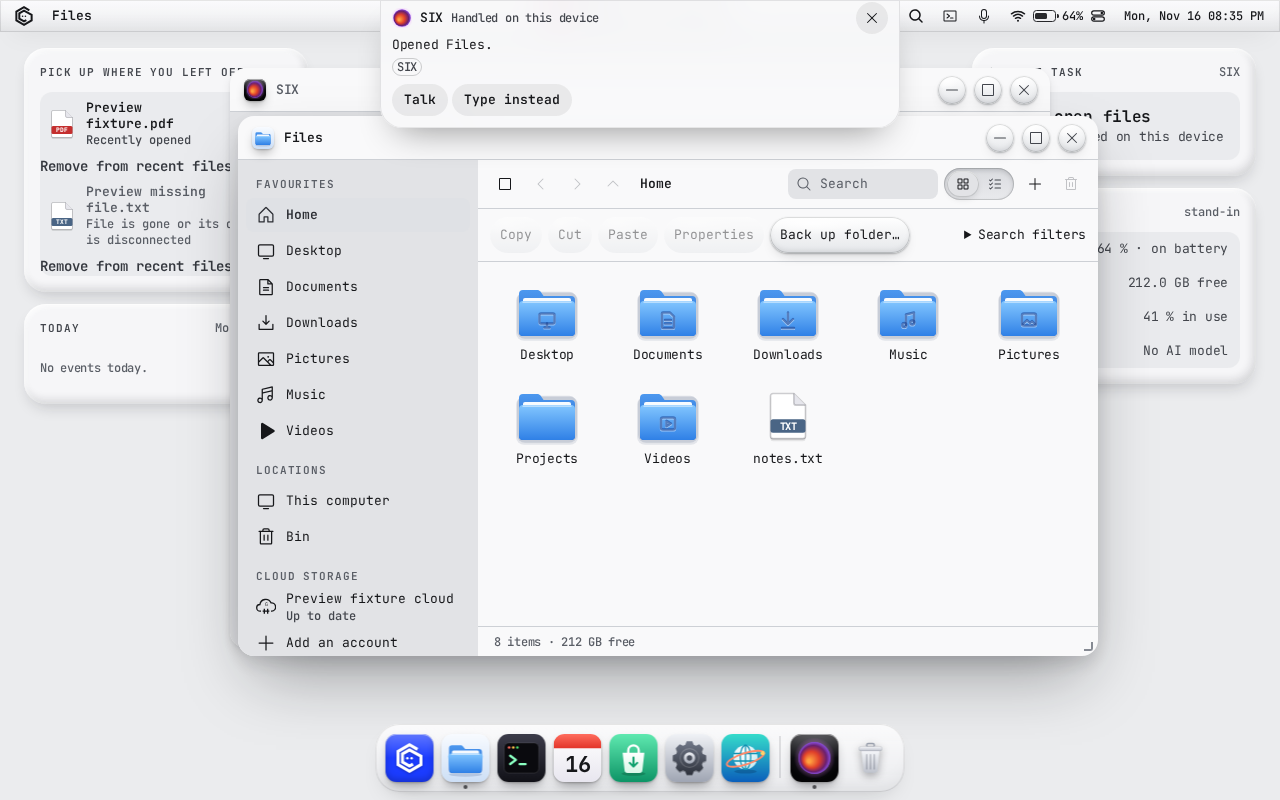 Files
SIX Handled on this device
64%
Mon, Nov 16 08:35 PM
Opened Files.
SIX
Talk
Type instead
PICK UP WHERE YOU LEFT OFF
Preview
fixture.pdf
PDF
Recently opened
Remove from recent files
Preview missing
file.txt
TXT
File is gone or its
is disconnected
Remove from recent files
TODAY
No events today.
SIX
TASK
SIX
files
on this device
stand-in
64 % · on battery
212.0 GB free
41 % in use
No AI model
Files
FAVOURITES
Home
Desktop
Documents
Downloads
Pictures
Music
Videos
LOCATIONS
This computer
Bin
CLOUD STORAGE
Preview fixture cloud
Up to date
Add an account
Home
Search
Copy
Cut
Paste
Properties
Back up folder…
Search filters
Desktop
Documents
Downloads
Music
Pictures
Projects
Videos
TXT
notes.txt
8 items · 212 GB free
16